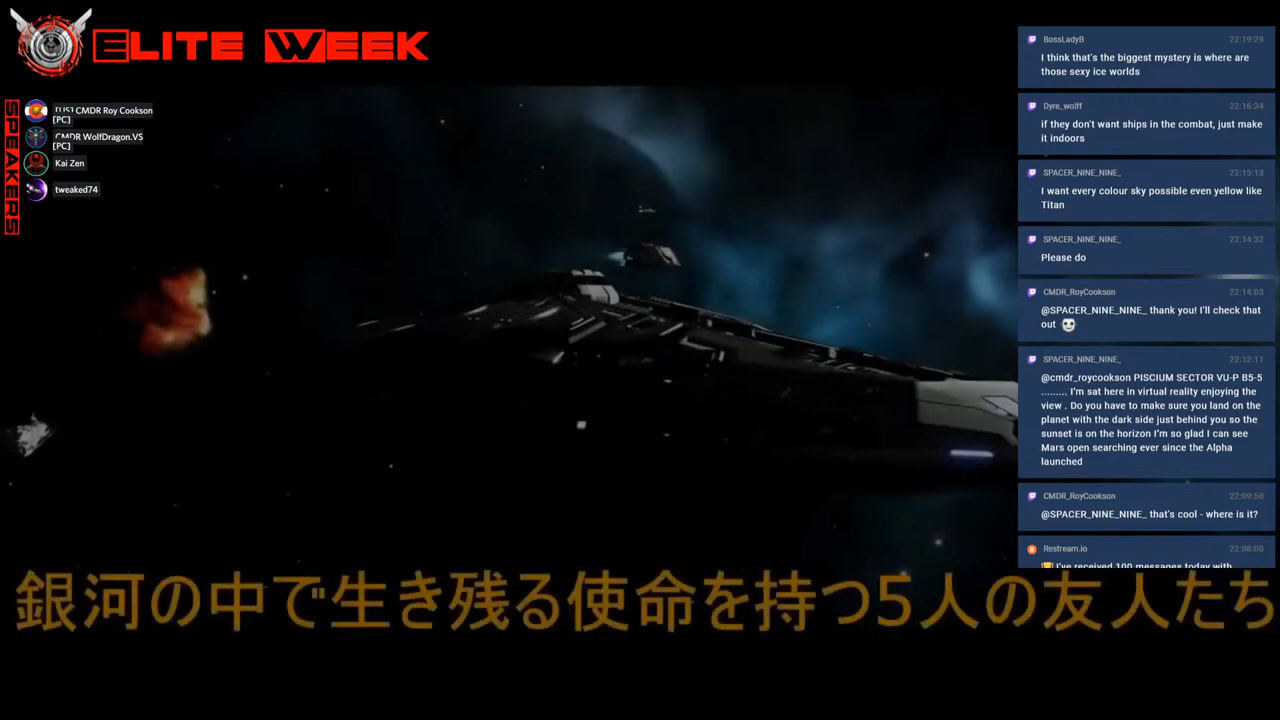 ELITE WEEK
SPEAKERS
[US] CMDR Roy Cookson
[PC]
CMDR WolfDragon.VS
[PC]
Kai Zen
tweaked74
BossLadyB 22:19:29
I think that's the biggest mystery is where are
those sexy ice worlds
Dyre_wolff 22:16:34
if they don't want ships in the combat, just make
it indoors
SPACER_NINE_NINE_ 22:15:13
I want every colour sky possible even yellow like
Titan
SPACER_NINE_NINE_ 22:14:32
Please do
CMDR_RoyCookson 22:14:03
@SPACER_NINE_NINE_ thank you! I'll check that
out
SPACER_NINE_NINE_ 22:12:11
@cmdr_roycookson PISCIUM SECTOR VU-P B5-5
......... I'm sat here in virtual reality enjoying the
view . Do you have to make sure you land on the
planet with the dark side just behind you so the
sunset is on the horizon I'm so glad I can see
Mars open searching ever since the Alpha
launched
CMDR_RoyCookson 22:09:50
@SPACER_NINE_NINE_ that's cool - where is it?
Restream.io 22:08:00
I've received 100 messages today with
銀河の中で生き残る使命を持つ5人の友人たち